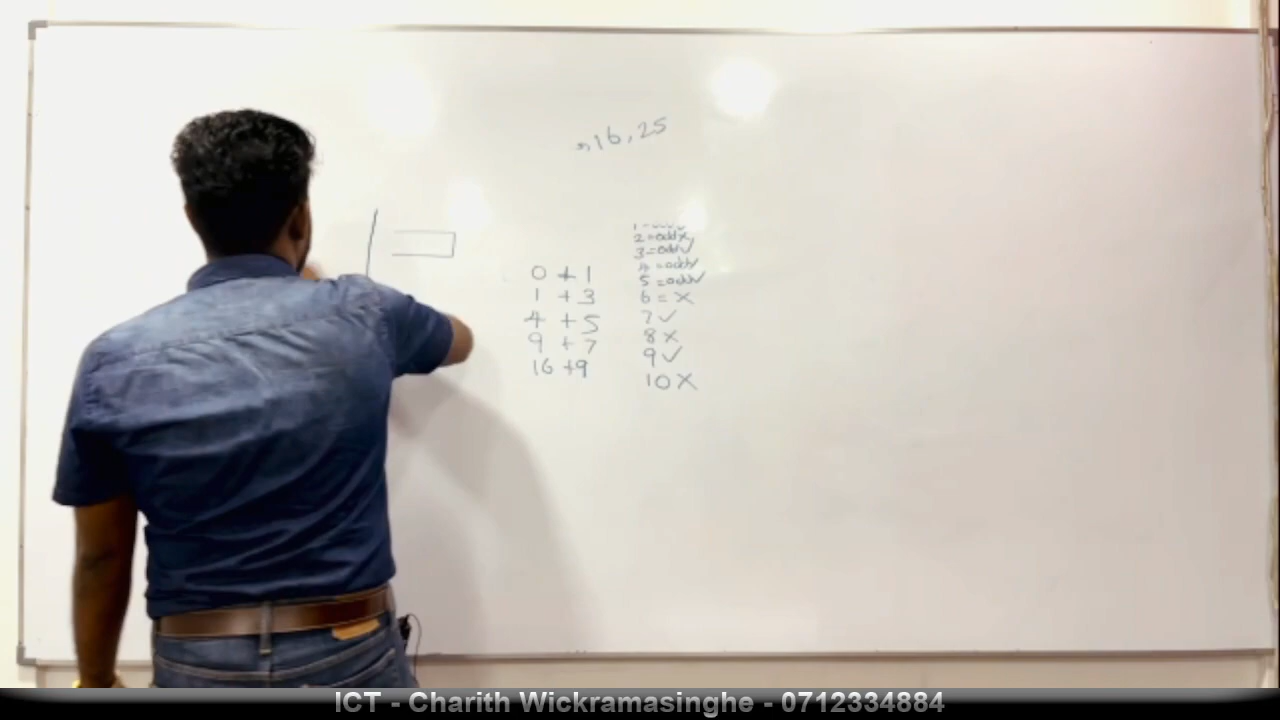 , 16, 25
0 + 1
1 + 3
4 + 5
9 + 7
16 +9
2 = odd x
3 = odd ✓
4 = odd ✓
5 = odd ✓
6 = x
7 ✓
8 x
9 ✓
10 X
ICT - Charith Wickramasinghe - 0712334884